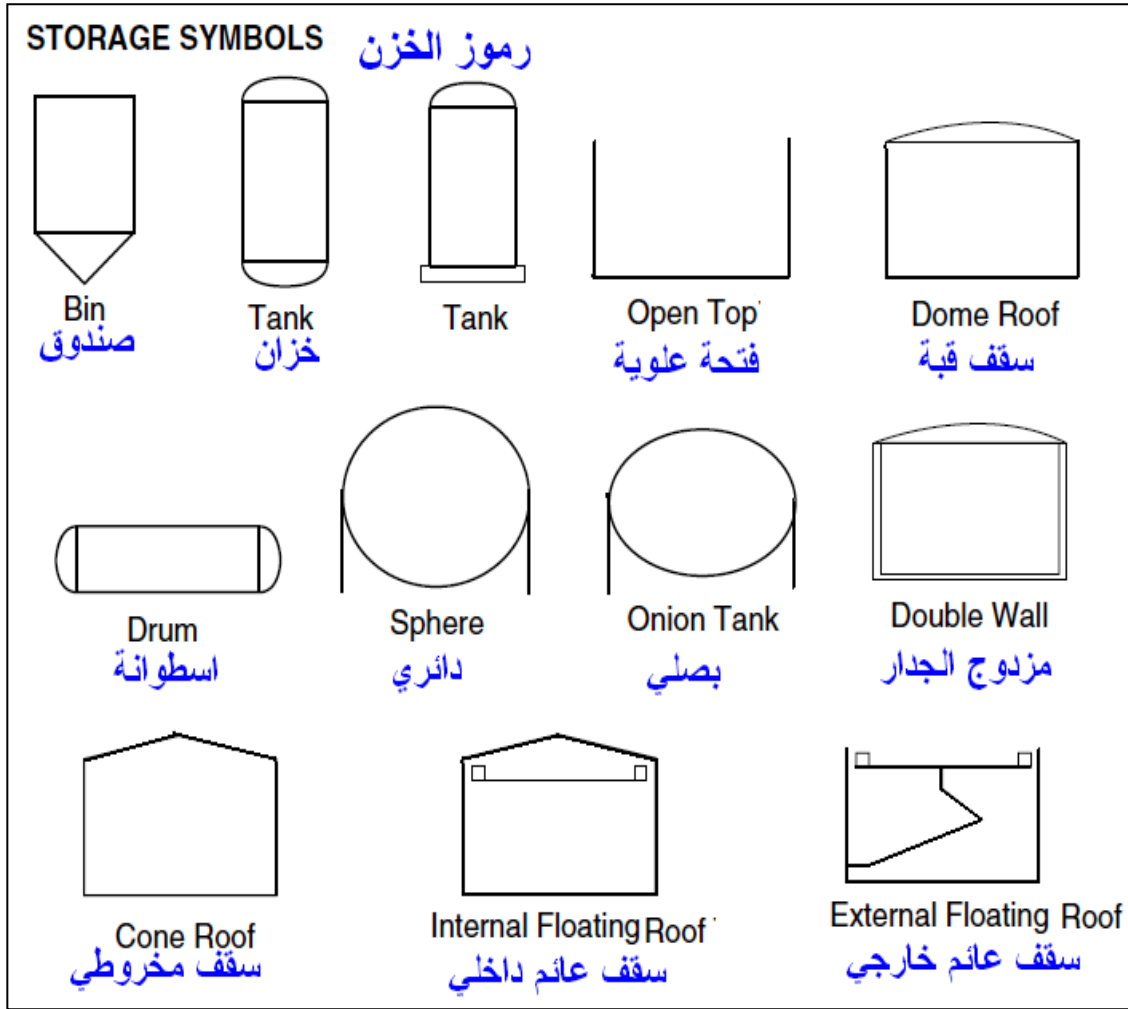 STORAGE SYMBOLS رموز الخزن
Bin
صندوق
Tank
خزان
Tank
Open Top
فتحة علوية
Dome Roof
سقف قبة
Drum
اسطوانة
Sphere
دائري
Onion Tank
بصلي
Double Wall
مزدوج الجدار
Cone Roof
سقف مخروطي
Internal Floating Roof
سقف عائم داخلي
External Floating Roof
سقف عائم خارجي